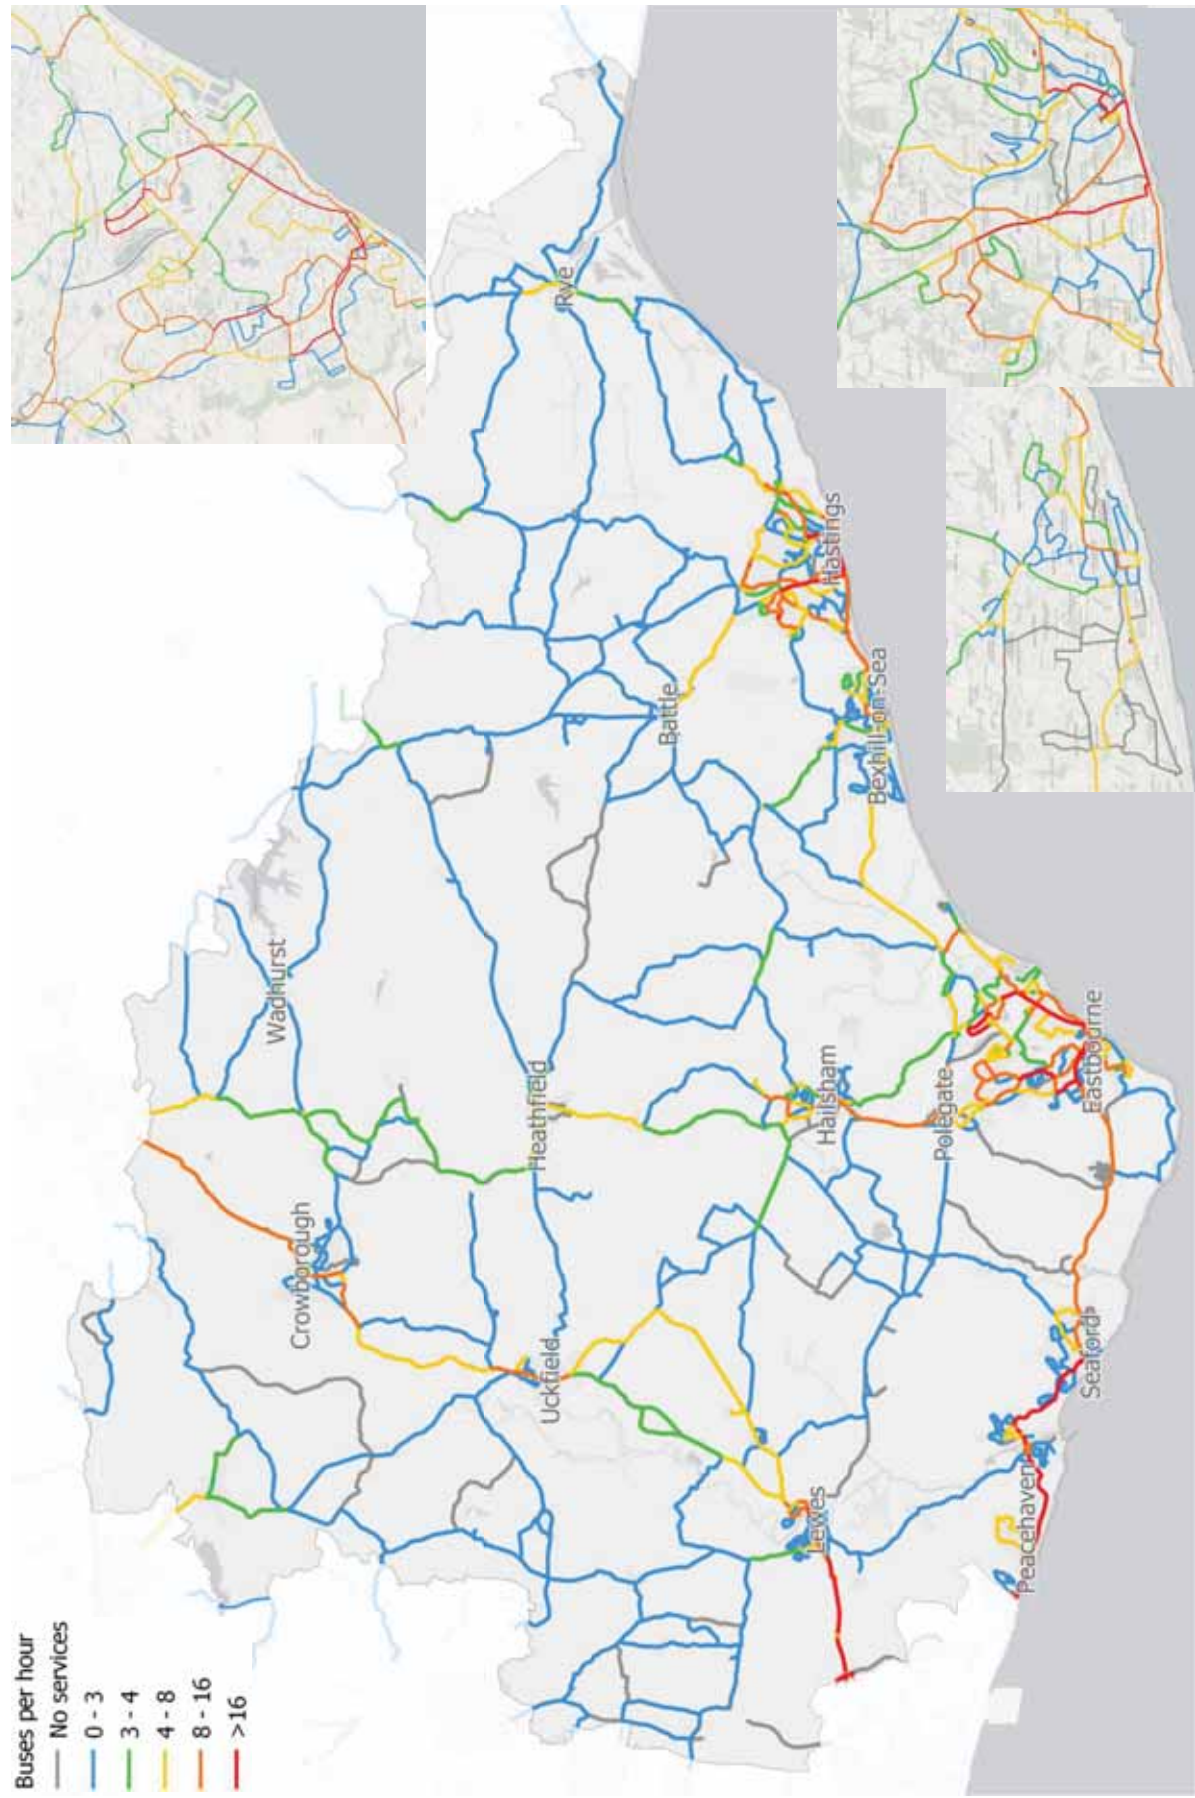 Buses per hour
No services
0 - 3
3 - 4
4 - 8
8 - 16
>16
Wadhurst
Crowborough
Rye
Heathfield
Uckfield
Battle
Hastings
Bexhill-on-Sea
Hailsham
Polegate
Eastbourne
Lewes
Seaford
Peacehaven